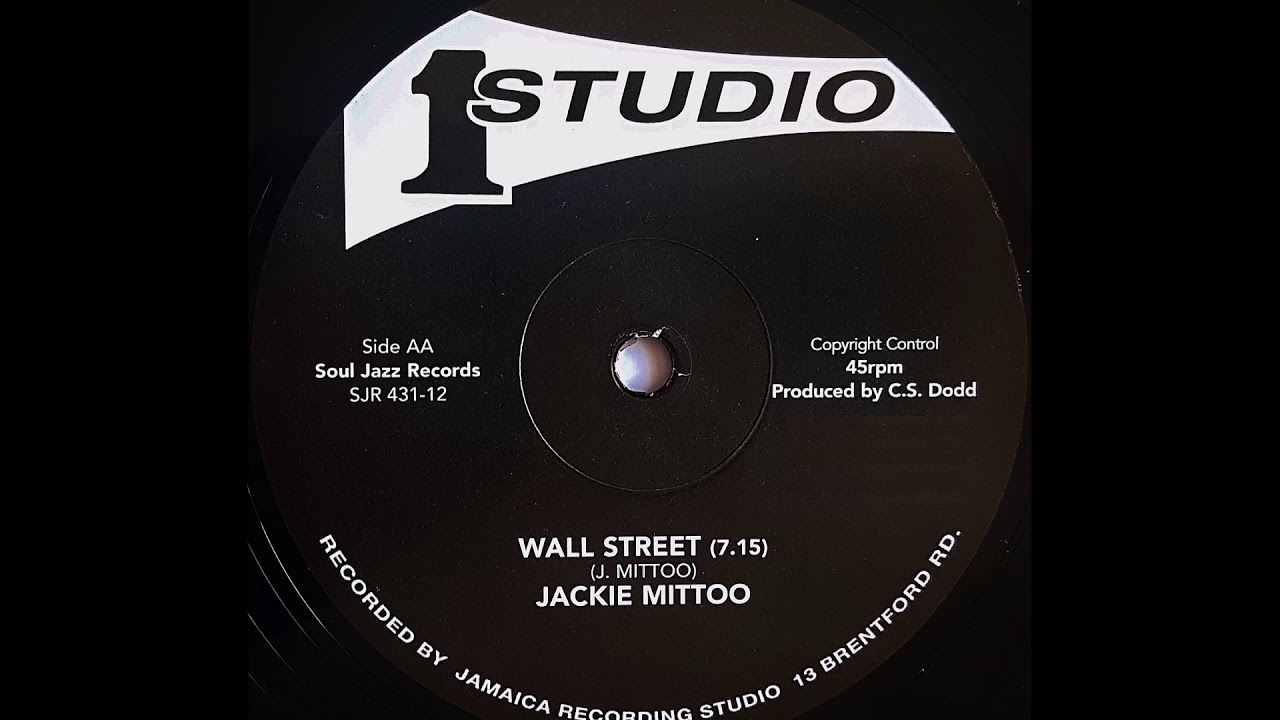 1 STUDIO
Side AA
Soul Jazz Records
SJR 431-12
Copyright Control
45rpm
Produced by C.S. Dodd
WALL STREET (7.15)
(J. MITTOO)
JACKIE MITTOO
RECORDED BY JAMAICA RECORDING STUDIO 13 BRENTFORD RD.